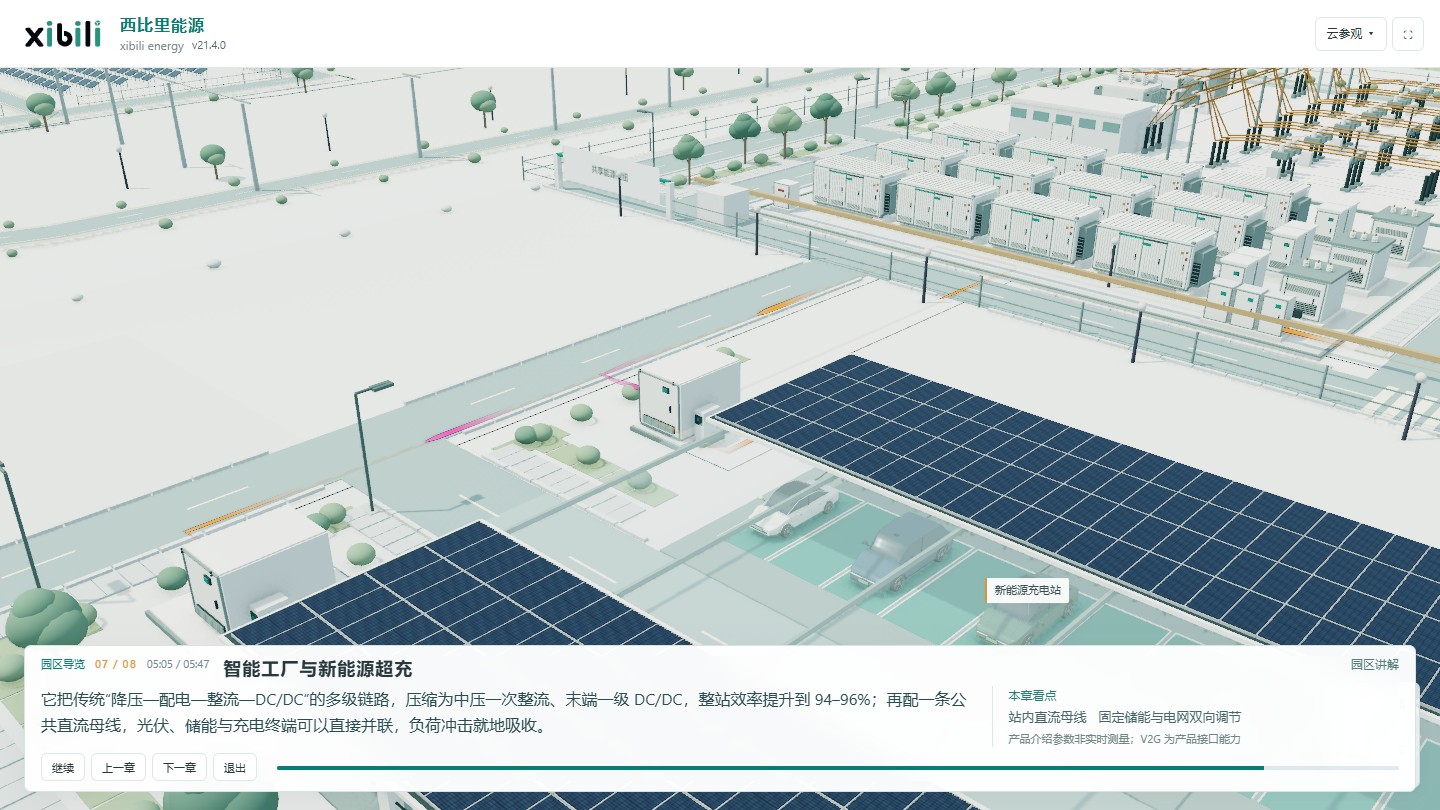 xibili
西比里能源
xibili energy v21.4.0
云参观
新能源充电站
园区导览 07 / 08 05:05 / 05:47 智能工厂与新能源超充
园区讲解
它把传统“降压—配电—整流—DC/DC”的多级链路，压缩为中压一次整流、末端一级 DC/DC，整站效率提升到 94–96%；再配一条公
共直流母线，光伏、储能与充电终端可以直接并联，负荷冲击就地吸收。
本章看点
站内直流母线 固定储能与电网双向调节
产品介绍参数非实时测量；V2G 为产品接口能力
继续 上一章 下一章 退出